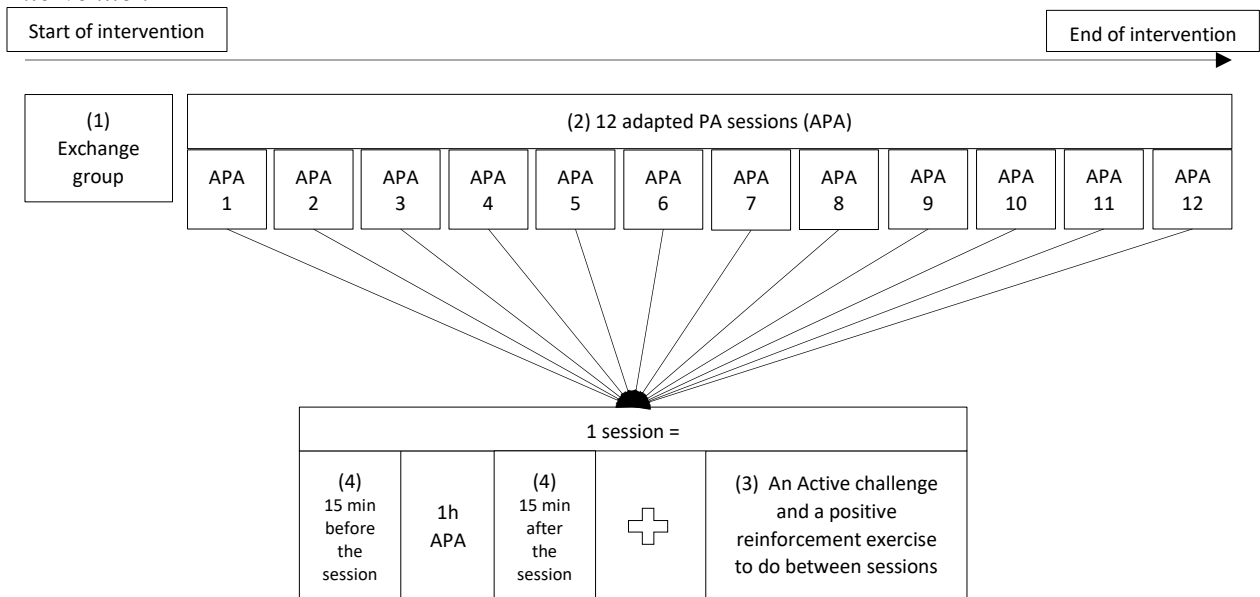 Start of intervention
End of intervention
(1)
Exchange
group
(2) 12 adapted PA sessions (APA)
APA
1
APA
2
APA
3
APA
4
APA
5
APA
6
APA
7
APA
8
APA
9
APA
10
APA
11
APA
12
1 session =
(4)
15 min
before
the
session
1h
APA
(4)
15 min
after
the
session
(3) An Active challenge
and a positive
reinforcement exercise
to do between sessions